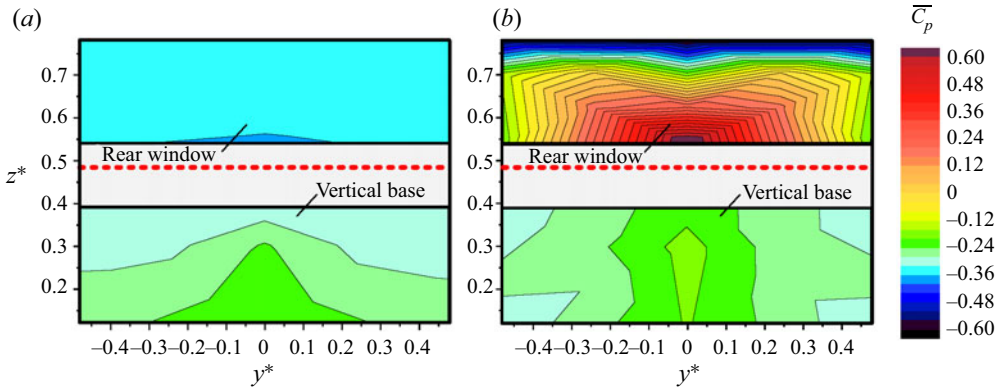 (a)
(b)
$\overline{C_p}$
0.7
0.6
0.5
0.4
0.3
0.2
z*
Rear window
Vertical base
–0.4 –0.3 –0.2 –0.1 0 0.1 0.2 0.3 0.4
y*
0.7
0.6
0.5
0.4
0.3
0.2
Rear window
Vertical base
–0.4 –0.3 –0.2 –0.1 0 0.1 0.2 0.3 0.4
y*
0.60
0.48
0.36
0.24
0.12
0
–0.12
–0.24
–0.36
–0.48
–0.60